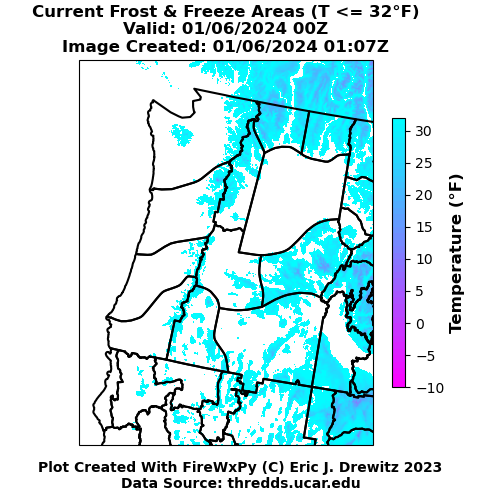 Current Frost & Freeze Areas (T <= 32°F)
Valid: 01/06/2024 00Z
Image Created: 01/06/2024 01:07Z
30
25
20
15
10
5
0
−5
−10
Temperature (°F)
Plot Created With FireWxPy (C) Eric J. Drewitz 2023
Data Source: thredds.ucar.edu